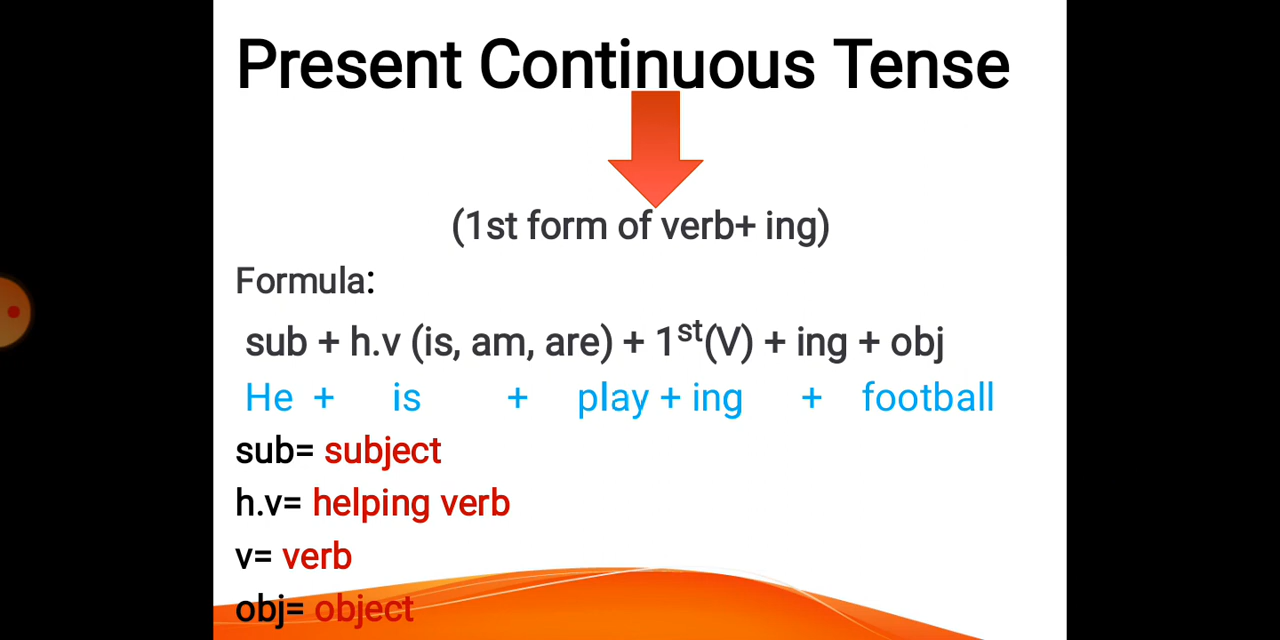 Present Continuous Tense
(1st form of verb+ ing)
Formula:
sub + h.v (is, am, are) + 1st(V) + ing + obj
He + is + play + ing + football
sub= subject
h.v= helping verb
v= verb
obj= object